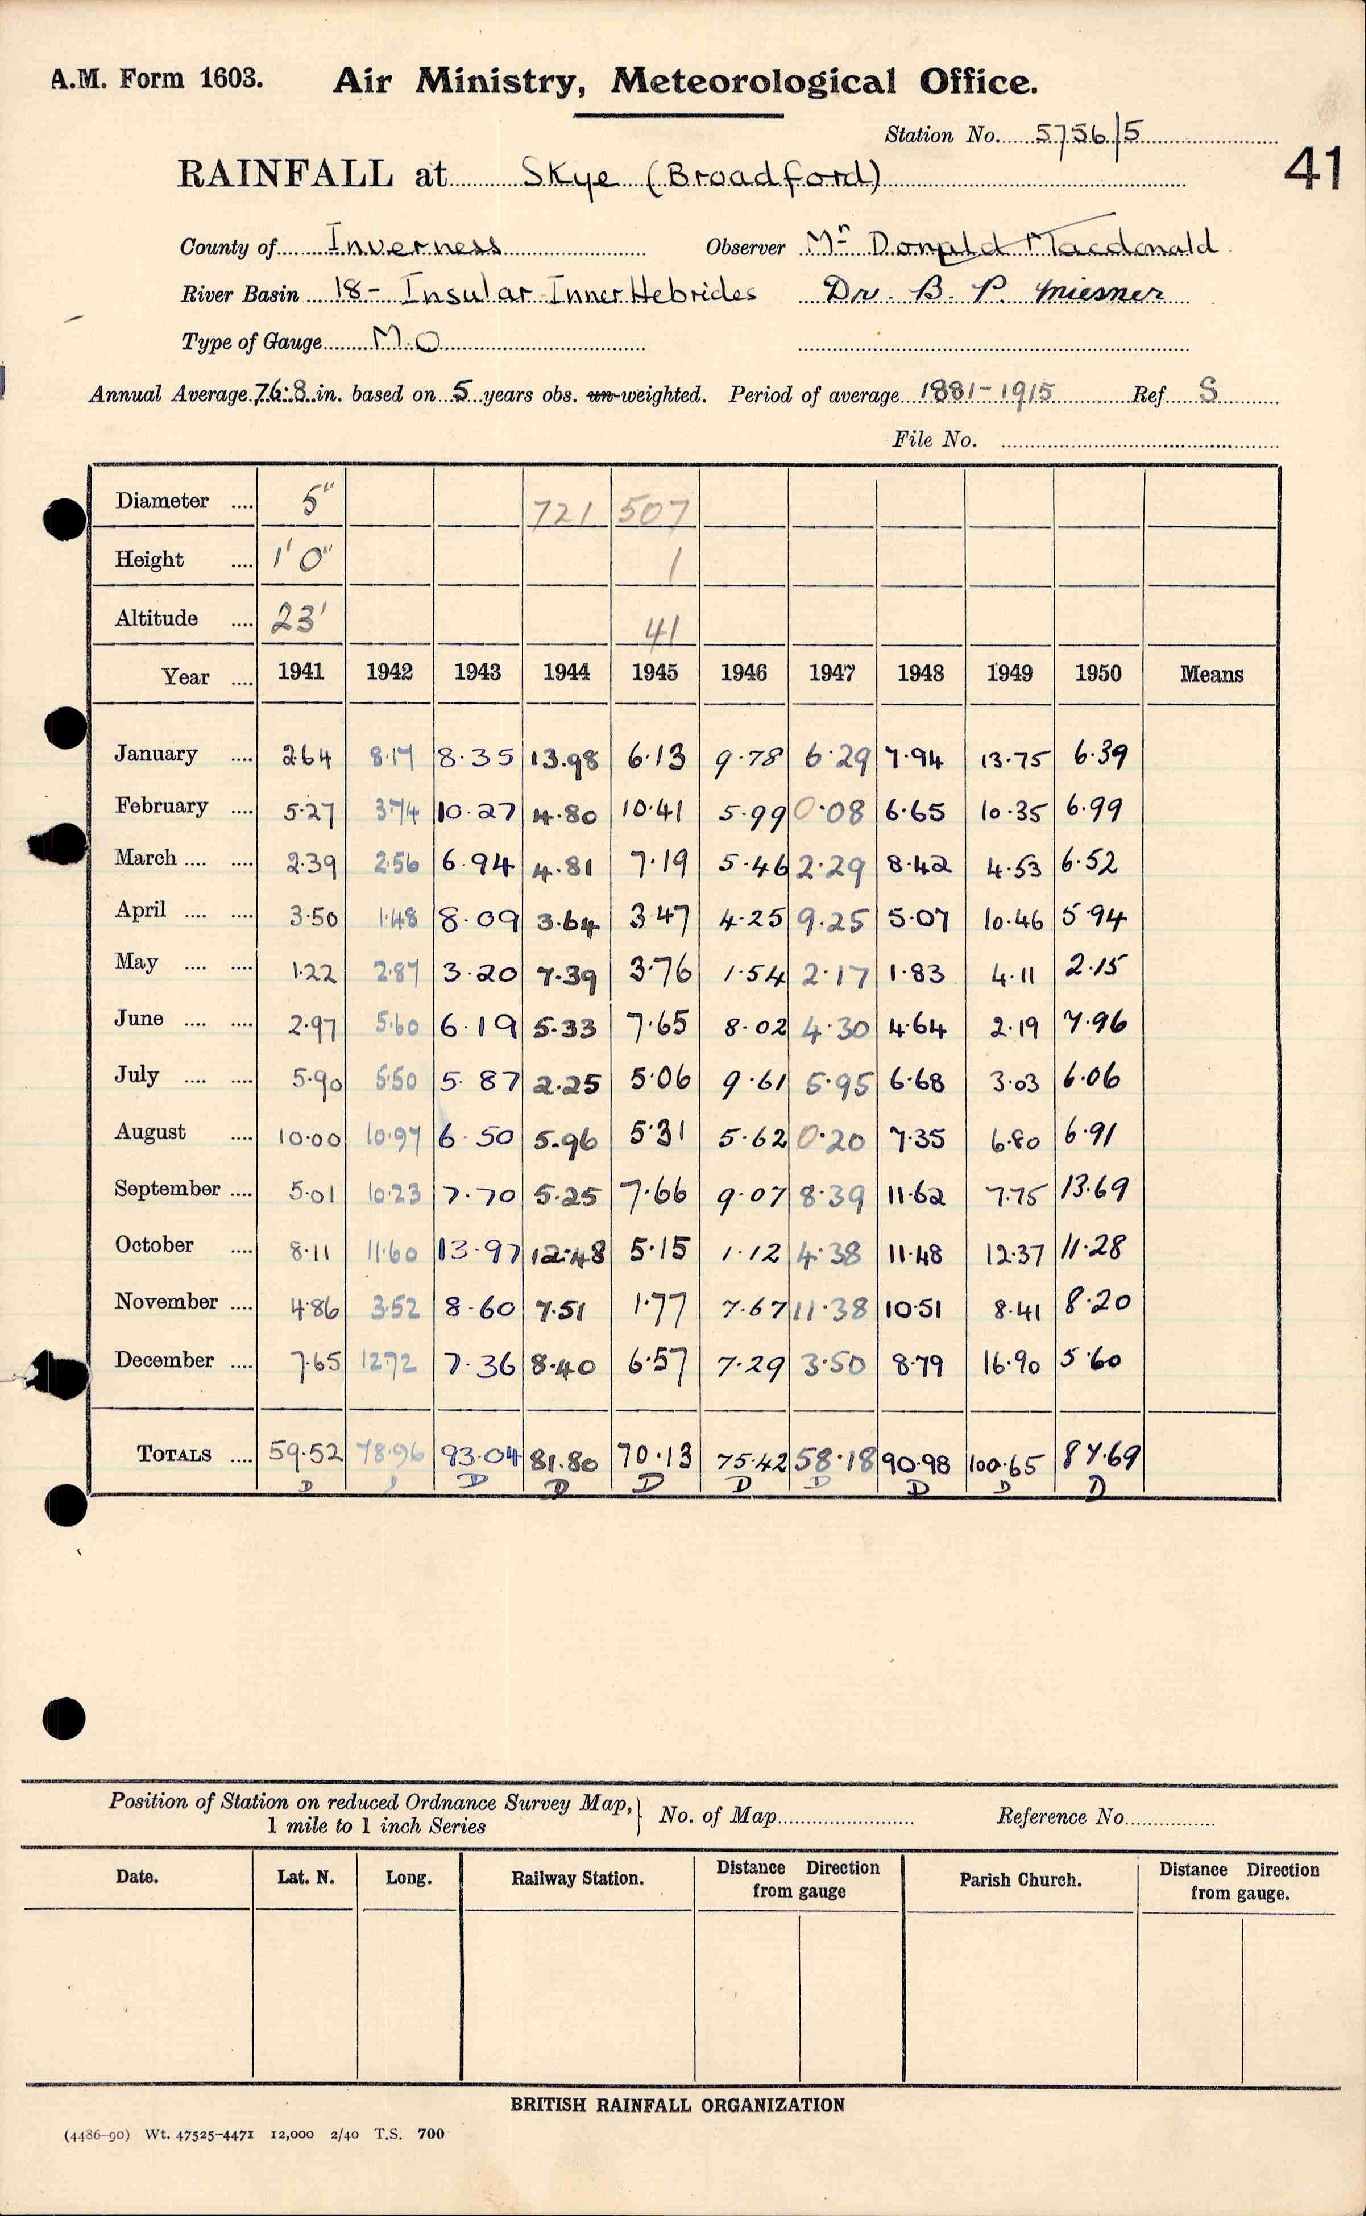 A.M. Form 1603. Air Ministry, Meteorological Office.
Station No. 5756/5
41
RAINFALL at Skye (Broadford)
County of Inverness Observer Mr Donald Macdonald
River Basin 18 - Insular Inner Hebrides Dr. B. P. Miesner
Type of Gauge M.O
Annual Average 76.8 in. based on 5 years obs. un-weighted. Period of average 1881-1915 Ref S
File No.
Diameter .... 5" 721 507
Height .... 1' 0" 1
Altitude .... 23' 41
Year .... 1941 1942 1943 1944 1945 1946 1947 1948 1949 1950 Means
January .... 2.64 8.17 8.35 13.98 6.13 9.78 6.29 7.94 13.75 6.39
February .... 5.27 3.74 10.27 4.80 10.41 5.99 0.08 6.65 10.35 6.99
March .... .... 2.39 2.56 6.94 4.81 7.19 5.46 2.29 8.42 4.53 6.52
April .... .... 3.50 1.48 8.09 3.64 3.47 4.25 9.25 5.07 10.46 5.94
May .... .... 1.22 2.87 3.20 7.39 3.76 1.54 2.17 1.83 4.11 2.15
June .... .... 2.97 5.60 6.19 5.33 7.65 8.02 4.30 4.64 2.19 7.96
July .... .... 5.90 5.50 5.87 2.25 5.06 9.61 5.95 6.68 3.03 6.06
August .... 10.00 10.97 6.50 5.96 5.31 5.62 0.20 7.35 6.80 6.91
September .... 5.01 10.23 7.70 5.25 7.66 9.07 8.39 11.62 7.75 13.69
October .... 8.11 11.60 13.97 12.48 5.15 1.12 4.38 11.48 12.37 11.28
November .... 4.86 3.52 8.60 7.51 1.77 7.67 11.38 10.51 8.41 8.20
December .... 7.65 12.72 7.36 8.40 6.57 7.29 3.50 8.79 16.90 5.60
TOTALS .... 59.52 78.96 93.04 81.80 70.13 75.42 58.18 90.98 100.65 87.69
D D D D D D D D D
Position of Station on reduced Ordnance Survey Map, } No. of Map Reference No
1 mile to 1 inch Series
Date. Lat. N. Long. Railway Station. Distance Direction from gauge Parish Church. Distance Direction from gauge.
BRITISH RAINFALL ORGANIZATION
(4486-90) Wt. 47525-4471 12,000 2/40 T.S. 700